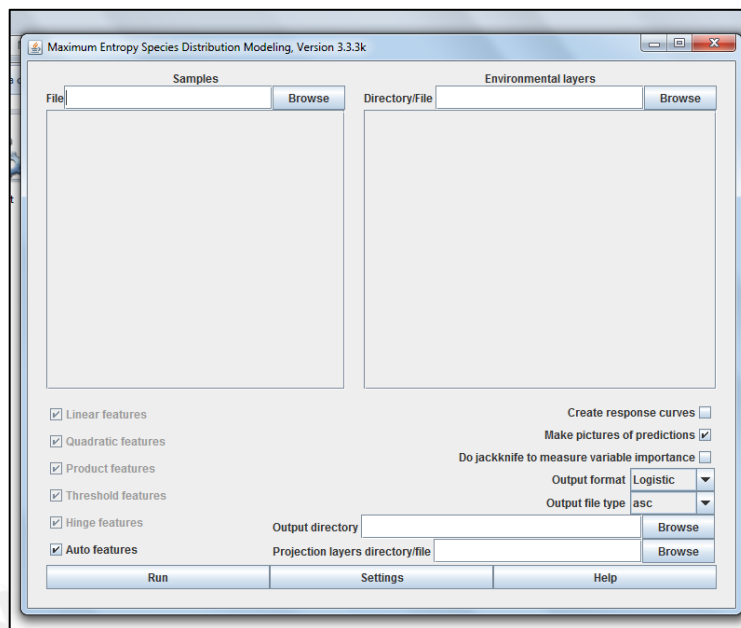 Maximum Entropy Species Distribution Modeling, Version 3.3.3k
Samples
Environmental layers
File
Browse
Directory/File
Browse
Linear features
Quadratic features
Product features
Threshold features
Hinge features
Auto features
Create response curves
Make pictures of predictions
Do jackknife to measure variable importance
Output format Logistic
Output file type asc
Output directory
Browse
Projection layers directory/file
Browse
Run
Settings
Help